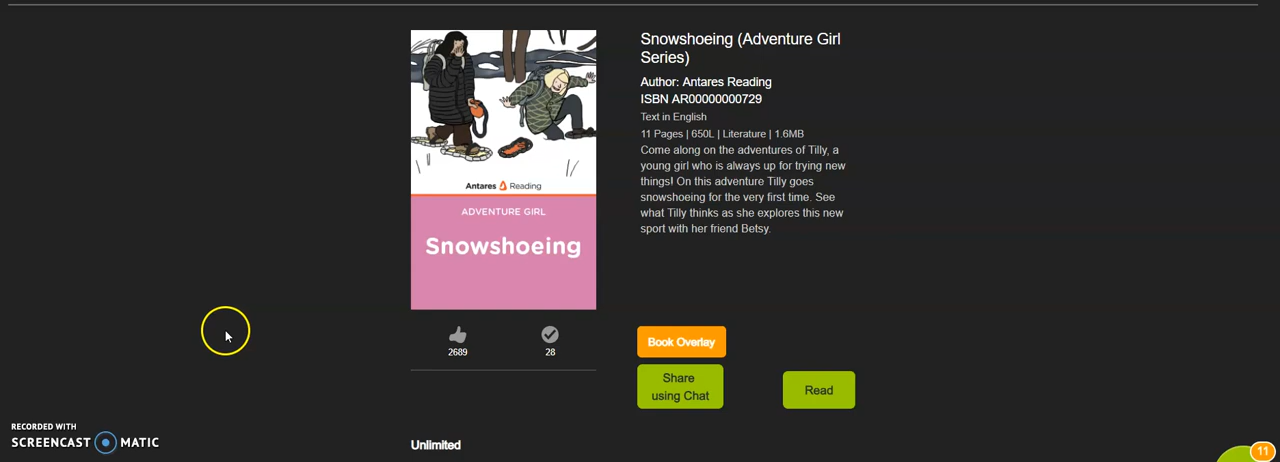 Antares Reading
ADVENTURE GIRL
Snowshoeing
2689
28
Snowshoeing (Adventure Girl
Series)
Author: Antares Reading
ISBN AR00000000729
Text in English
11 Pages | 650L | Literature | 1.6MB
Come along on the adventures of Tilly, a
young girl who is always up for trying new
things! On this adventure Tilly goes
snowshoeing for the very first time. See
what Tilly thinks as she explores this new
sport with her friend Betsy.
Book Overlay
Share
using Chat
Read
Unlimited
RECORDED WITH
SCREENCAST MATIC
11